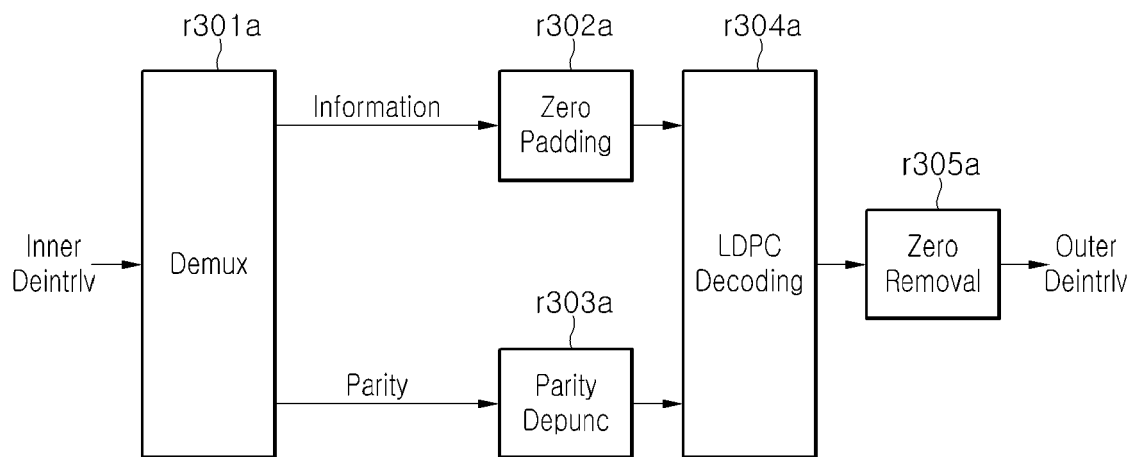 r301a
r302a
r304a
Information
Zero
Padding
r305a
Inner
Deintrlv
Demux
LDPC
Decoding
Zero
Removal
Outer
Deintrlv
r303a
Parity
Parity
Depunc